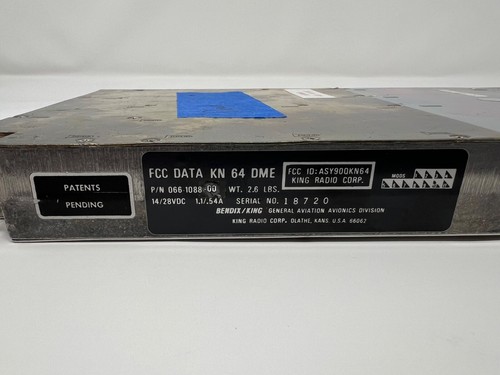 PATENTS
PENDING
FCC DATA KN 64 DME
FCC ID: ASY9OOKN64
KING RADIO CORP.
P/N 066-1088-00 WT. 2.6 LBS.
14/28VDC 1.1/.54A SERIAL NO. 18720
BENDIX/KING GENERAL AVIATION AVIONICS DIVISION
KING RADIO CORP. OLATHE, KANS. U.S.A. 66062
MODS